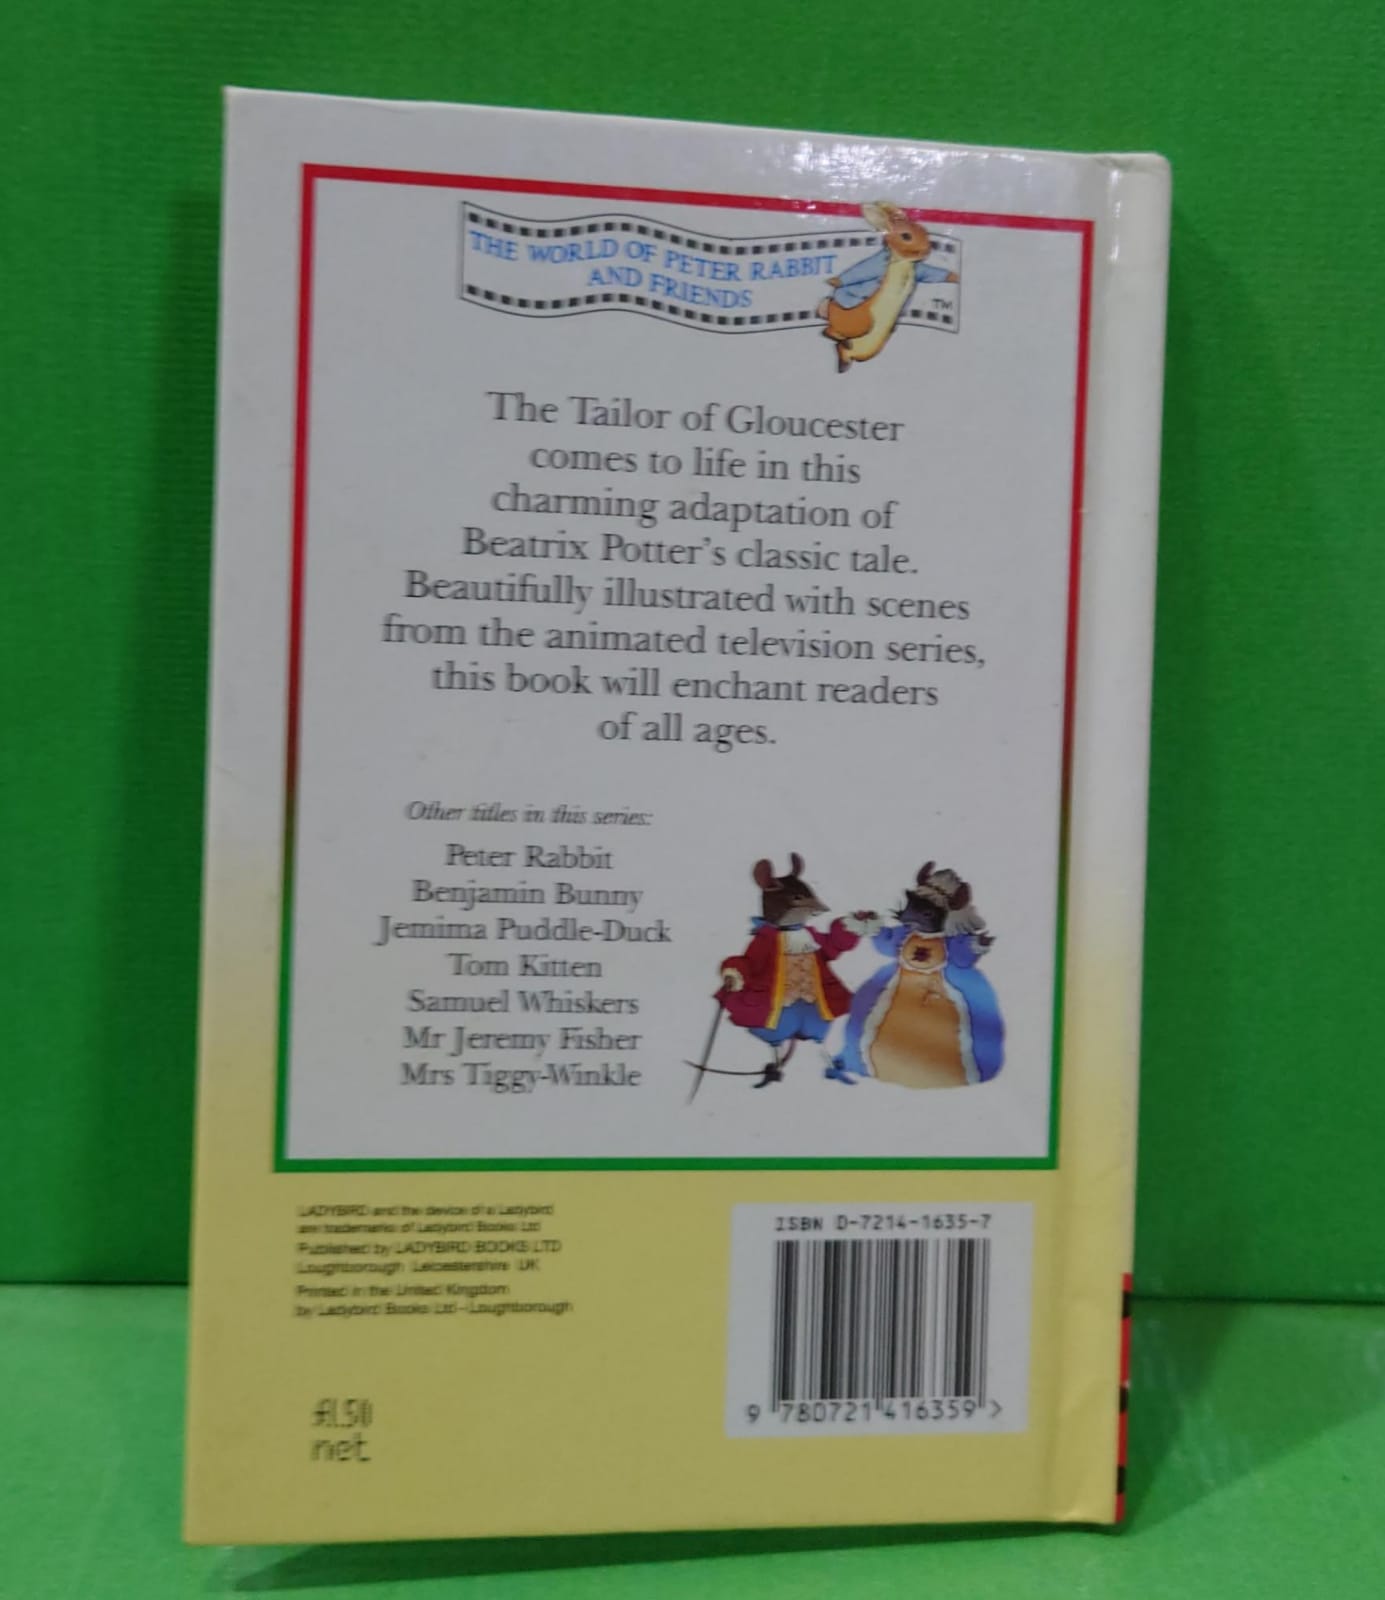 THE WORLD OF PETER RABBIT
AND FRIENDS
TM
The Tailor of Gloucester
comes to life in this
charming adaptation of
Beatrix Potter's classic tale.
Beautifully illustrated with scenes
from the animated television series,
this book will enchant readers
of all ages.
Other titles in this series:
Peter Rabbit
Benjamin Bunny
Jemima Puddle-Duck
Tom Kitten
Samuel Whiskers
Mr Jeremy Fisher
Mrs Tiggy-Winkle
LADYBIRD and the device of a Ladybird
are trademarks of Ladybird Books Ltd
Published by LADYBIRD BOOKS LTD
Loughborough Leicestershire UK
Printed in the United Kingdom
by Ladybird Books Ltd-Loughborough
£1.50
net
ISBN 0-7214-1635-7
9 780721 416359 >